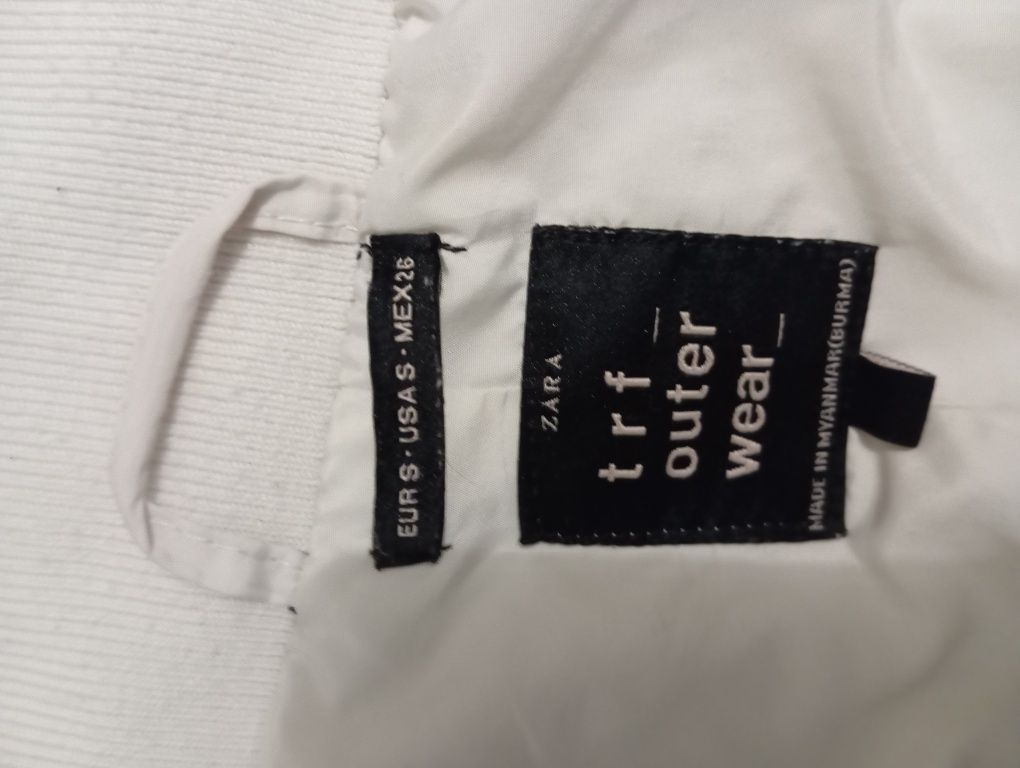 EUR S · USA S · MEX 26
ZARA
trf_
outer
wear_
MADE IN MYANMAR(BURMA)